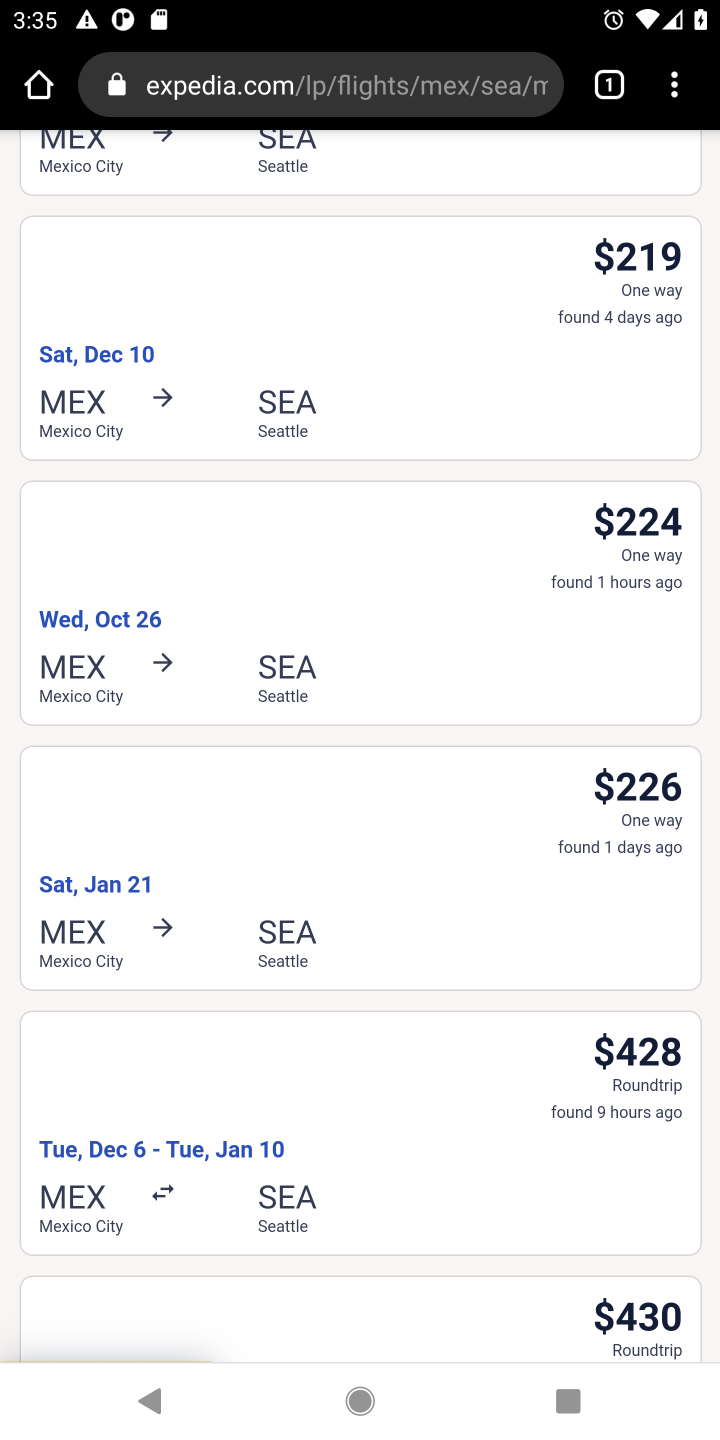 3:35
expedia.com/lp/flights/mex/sea/m
1
MEX SEA
Mexico City Seattle
$219
One way
found 4 days ago
Sat, Dec 10
MEX → SEA
Mexico City Seattle
$224
One way
found 1 hours ago
Wed, Oct 26
MEX → SEA
Mexico City Seattle
$226
One way
found 1 days ago
Sat, Jan 21
MEX → SEA
Mexico City Seattle
$428
Roundtrip
found 9 hours ago
Tue, Dec 6 - Tue, Jan 10
MEX SEA
Mexico City Seattle
$430
Roundtrip